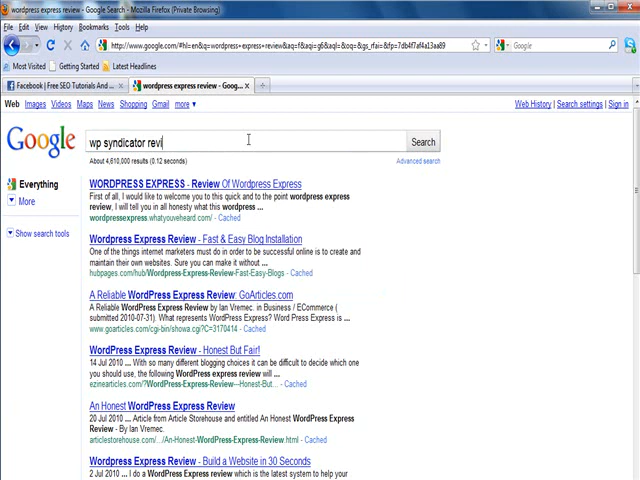 wordpress express review - Google Search - Mozilla Firefox (Private Browsing)
File Edit View History Bookmarks Tools Help
http://www.google.com/#hl=en&q=wordpress+express+review&aq=f&aqi=g6&aql=&oq=&gs_rfai=&fp=7db4f7af4a13aa89
Google
Most Visited Getting Started Latest Headlines
Facebook | Free SEO Tutorials And ... wordpress express review - Goog...
Web Images Videos Maps News Shopping Gmail more ▼ Web History | Search settings | Sign in
Google
wp syndicator revi
Search
About 4,610,000 results (0.12 seconds) Advanced search
Everything
More
Show search tools
WORDPRESS EXPRESS - Review Of Wordpress Express
First of all, I would like to welcome you to this quick and to the point wordpress express
review, I will tell you in all honesty what this wordpress ...
wordpressexpress.whatyouveheard.com/ - Cached
Wordpress Express Review - Fast & Easy Blog Installation
One of the things internet marketers must do in order to be successful online is to create and
maintain their own websites. Sure you can make it without ...
hubpages.com/hub/Wordpress-Express-Review-Fast-Easy-Blogs - Cached
A Reliable WordPress Express Review: GoArticles.com
A Reliable WordPress Express Review by Ian Vremec. in Business / ECommerce (
submitted 2010-07-31). What represents WordPress Express? Word Press Express is ...
www.goarticles.com/cgi-bin/showa.cgi?C=3170414 - Cached
WordPress Express Review - Honest But Fair!
14 Jul 2010 ... With so many different blogging choices it can be difficult to decide which one
you should use, the following WordPress express review will ...
ezinearticles.com/?WordPress-Express-Review---Honest-But... - Cached
An Honest WordPress Express Review
20 Jul 2010 ... Article from Article Storehouse and entitled An Honest WordPress Express
Review - By Ian Vremec.
articlestorehouse.com/.../An-Honest-WordPress-Express-Review.html - Cached
WordPress Express Review - Build a Website in 30 Seconds
2 Jul 2010 ... I do a WordPress Express review which is the latest system to help your